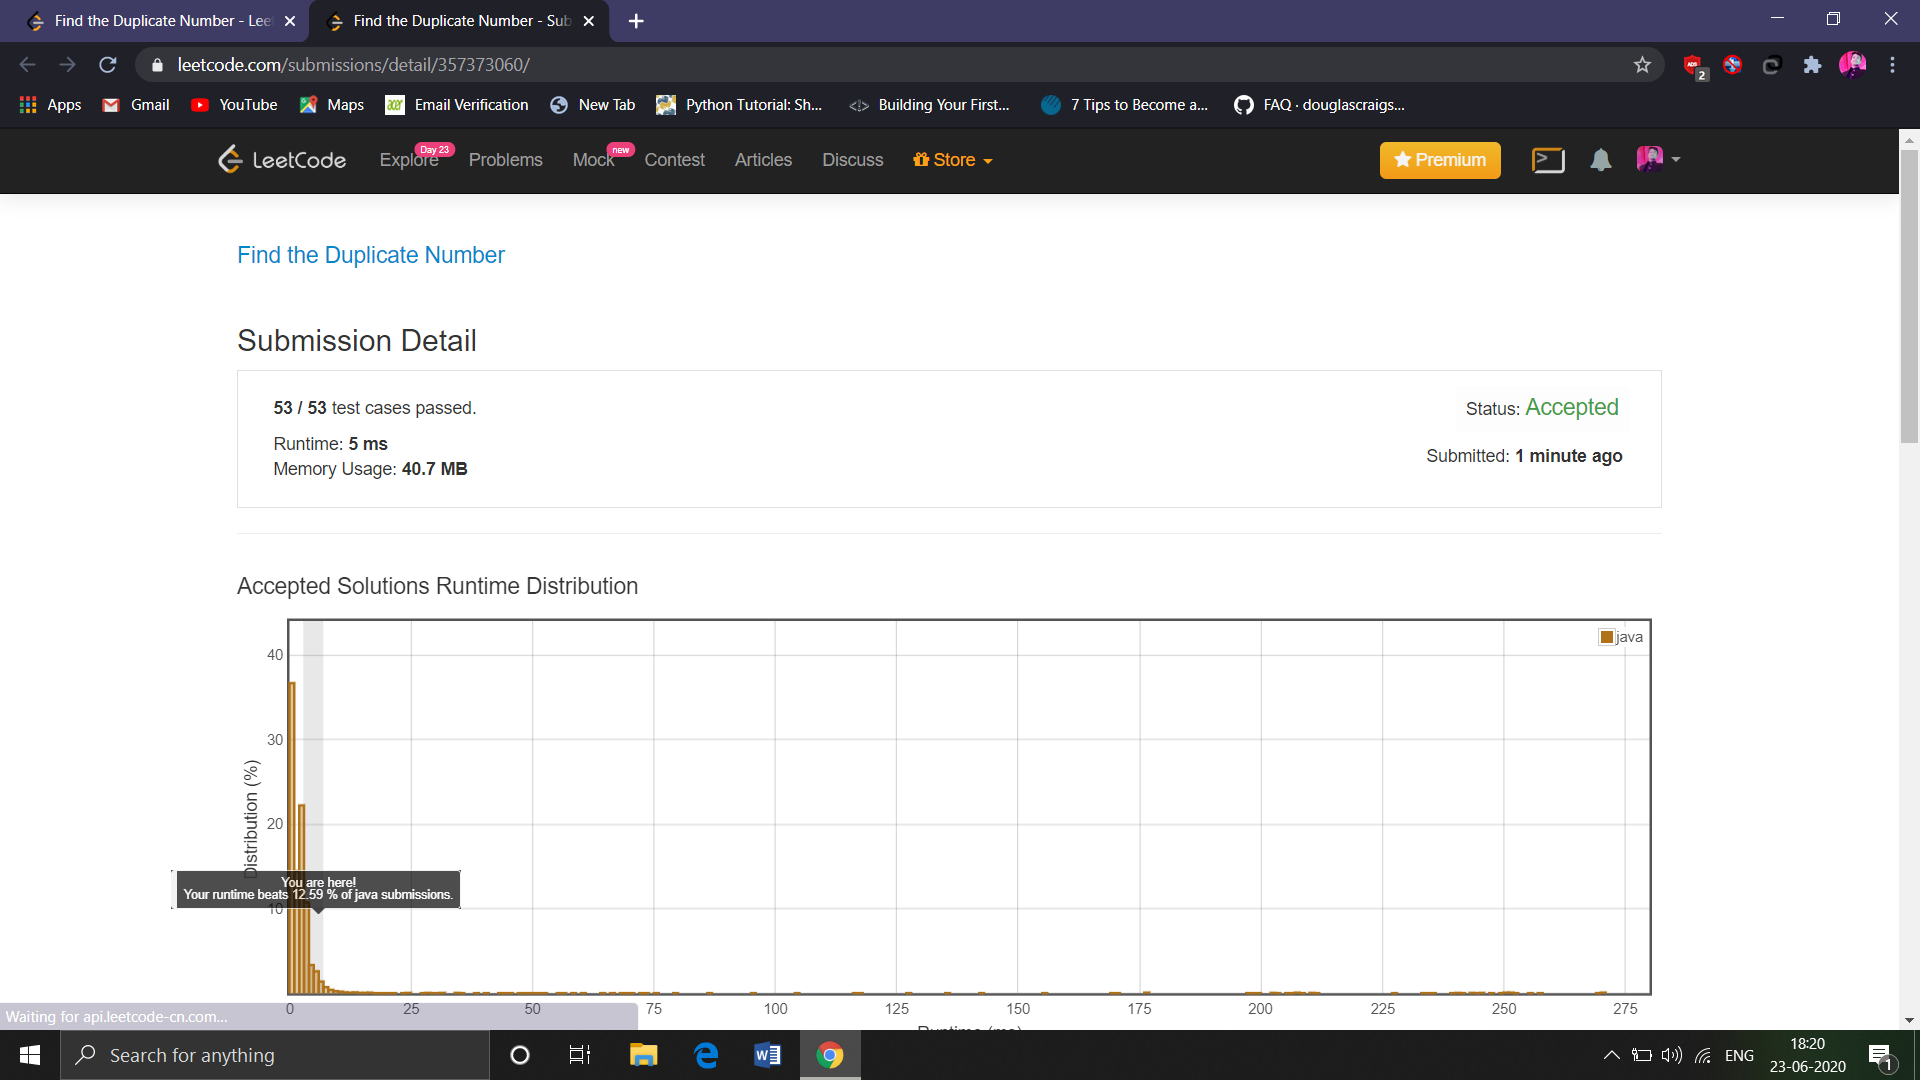 Find the Duplicate Number - Lee
Find the Duplicate Number - Sub
leetcode.com/submissions/detail/357373060/
ADS
2
Apps
Gmail
YouTube
Maps
acer
Email Verification
New Tab
Python Tutorial: Sh...
Building Your First...
7 Tips to Become a...
FAQ · douglascraigs...
LeetCode
Explore
Day 23
Problems
Mock
new
Contest
Articles
Discuss
Store
Premium
Find the Duplicate Number
Submission Detail
53 / 53 test cases passed.
Status: Accepted
Runtime: 5 ms
Submitted: 1 minute ago
Memory Usage: 40.7 MB
Accepted Solutions Runtime Distribution
java
40
30
20
10
Distribution (%)
You are here!
Your runtime beats 12.59 % of java submissions.
0 25 50 75 100 125 150 175 200 225 250 275
Runtime (ms)
Waiting for api.leetcode-cn.com...
Search for anything
ENG
18:20
23-06-2020
1